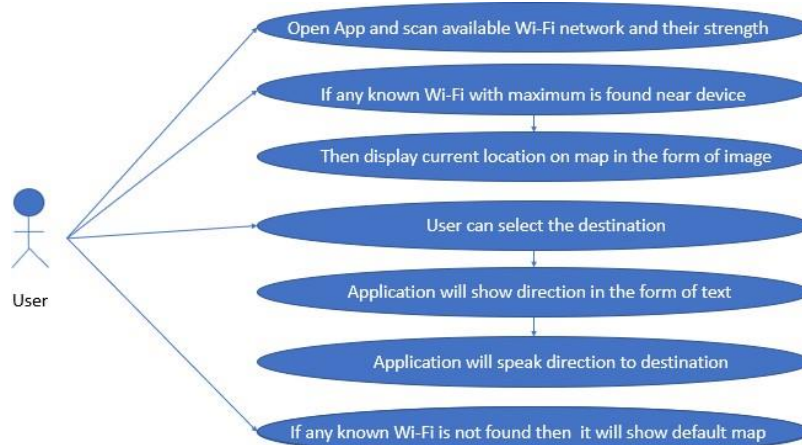 Open App and scan available Wi-Fi network and their strength
If any known Wi-Fi with maximum is found near device
Then display current location on map in the form of image
User can select the destination
Application will show direction in the form of text
Application will speak direction to destination
If any known Wi-Fi is not found then it will show default map
User